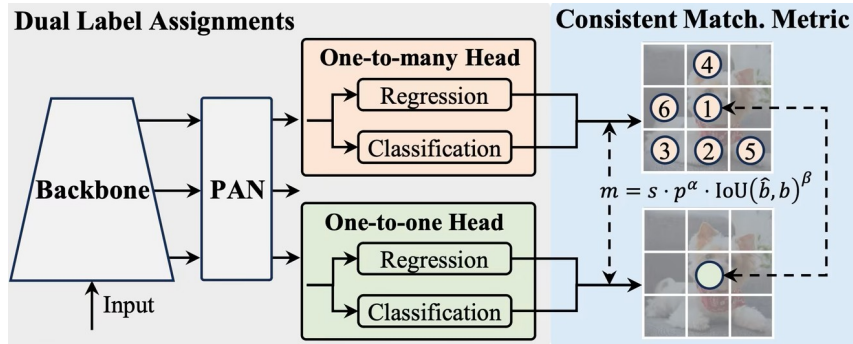 Dual Label Assignments
Consistent Match. Metric
One-to-many Head
Regression
Classification
Backbone
PAN
One-to-one Head
Regression
Classification
Input
4
6 1
3 2 5
m = s · p^α · IoU(b̂, b)^β